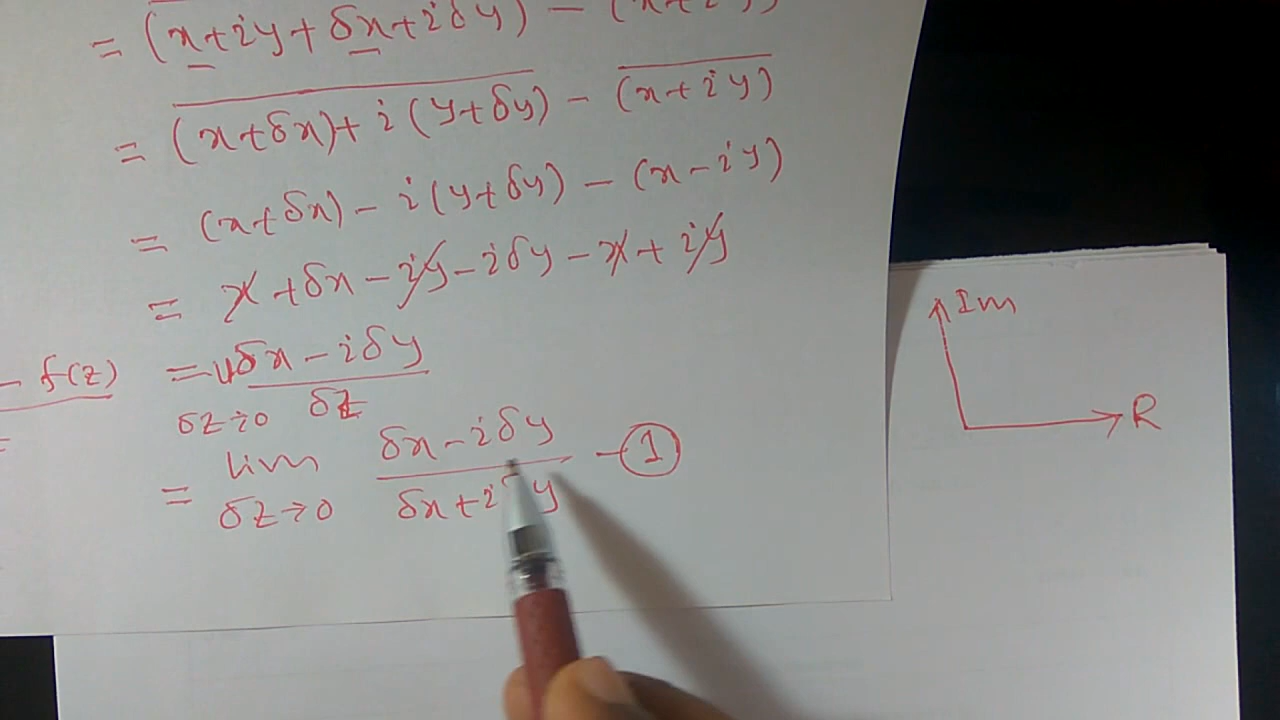 = (x+iy+δx+iδy) - (x+iy)
= (x+δx)+i(y+δy) - (x+iy)
= (x+δx)-i(y+δy)-(x-iy)
= x+δx-iy-iδy-x+iy
- f(z) = δx-iδy
δz→0 δz
= lim δx-iδy -①
δz→0 δx+iδy
Im
R